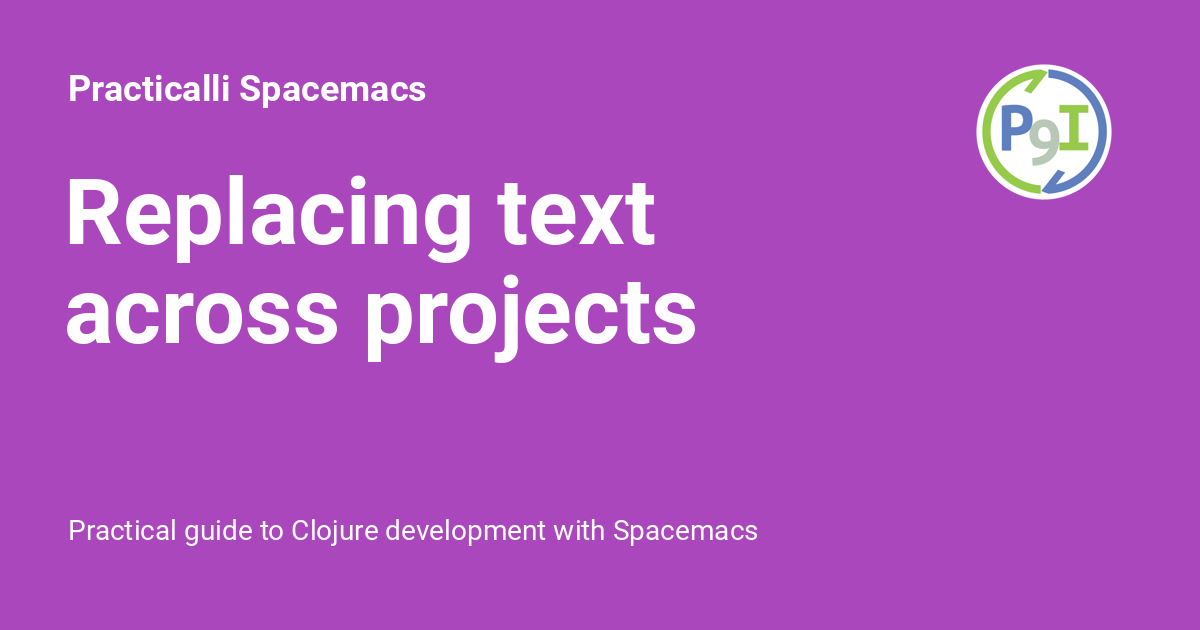 Practicalli Spacemacs
P9I
Replacing text
across projects
Practical guide to Clojure development with Spacemacs